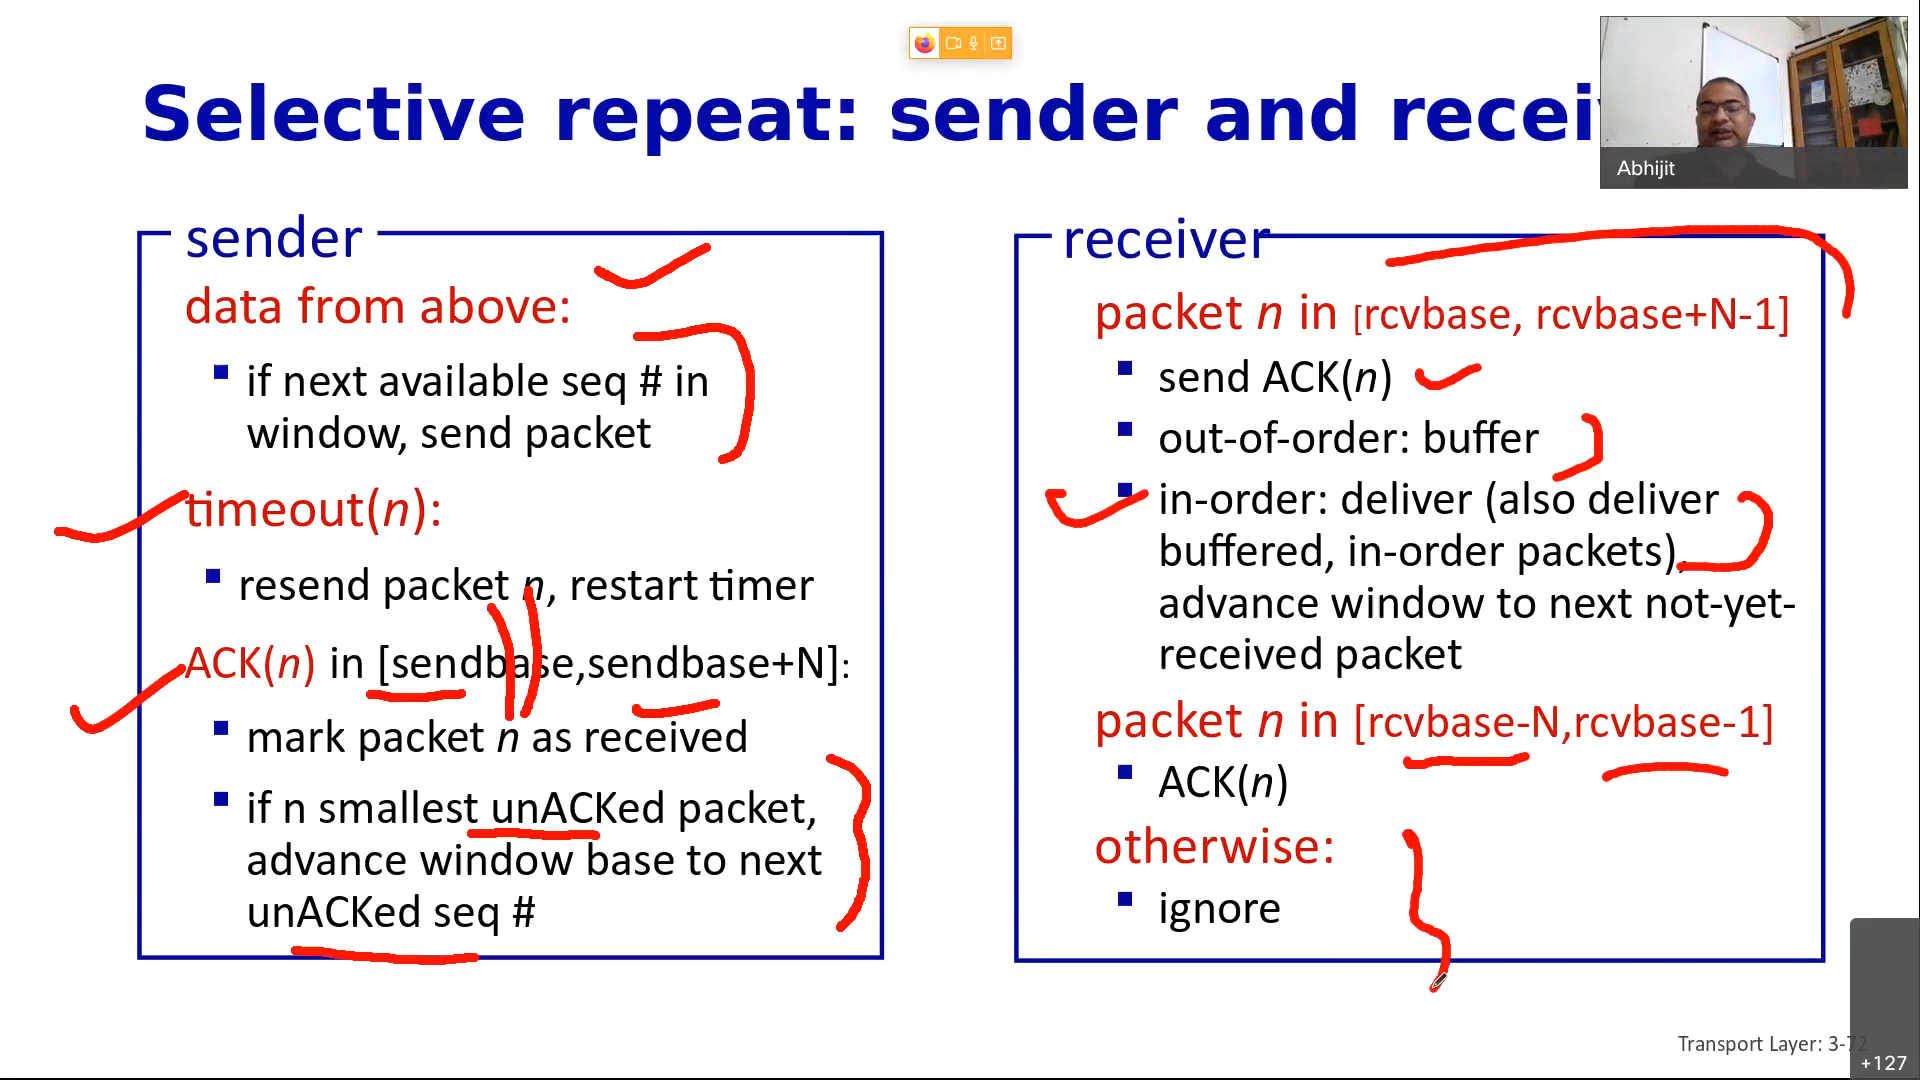 Selective repeat: sender and recei
Abhijit
sender
data from above:
▪ if next available seq # in
window, send packet
timeout(n):
▪ resend packet n, restart timer
ACK(n) in [sendbase,sendbase+N]:
▪ mark packet n as received
▪ if n smallest unACKed packet,
advance window base to next
unACKed seq #
receiver
packet n in [rcvbase, rcvbase+N-1]
▪ send ACK(n)
▪ out-of-order: buffer
▪ in-order: deliver (also deliver
buffered, in-order packets),
advance window to next not-yet-
received packet
packet n in [rcvbase-N,rcvbase-1]
▪ ACK(n)
otherwise:
▪ ignore
Transport Layer: 3-72
+127